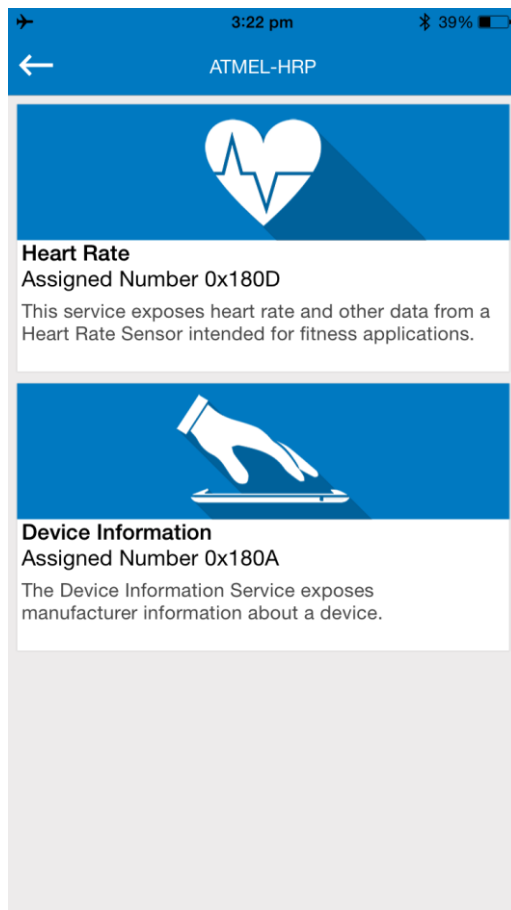 3:22 pm
39%
ATMEL-HRP
Heart Rate
Assigned Number 0x180D
This service exposes heart rate and other data from a
Heart Rate Sensor intended for fitness applications.
Device Information
Assigned Number 0x180A
The Device Information Service exposes
manufacturer information about a device.